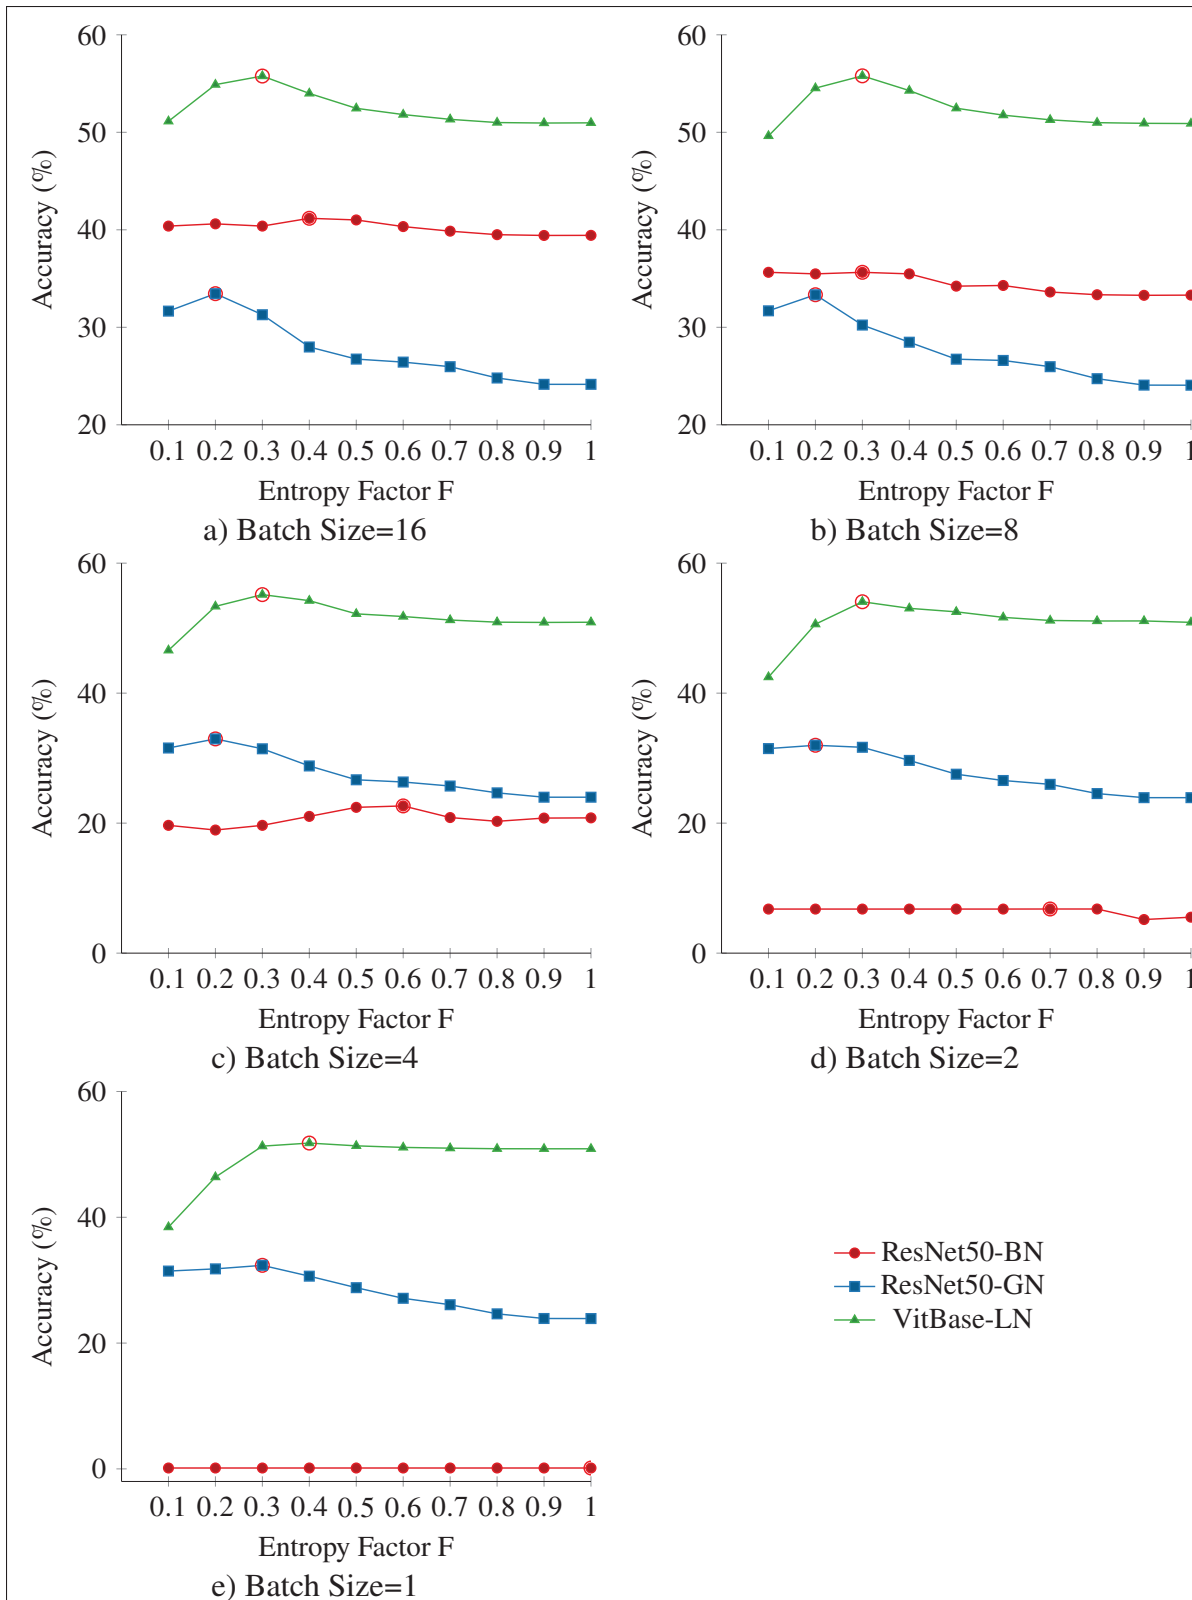 60
50
40
30
20
Accuracy (%)
0.1 0.2 0.3 0.4 0.5 0.6 0.7 0.8 0.9 1
Entropy Factor F
a) Batch Size=16
60
50
40
30
20
Accuracy (%)
0.1 0.2 0.3 0.4 0.5 0.6 0.7 0.8 0.9 1
Entropy Factor F
b) Batch Size=8
60
40
20
0
Accuracy (%)
0.1 0.2 0.3 0.4 0.5 0.6 0.7 0.8 0.9 1
Entropy Factor F
c) Batch Size=4
60
40
20
0
Accuracy (%)
0.1 0.2 0.3 0.4 0.5 0.6 0.7 0.8 0.9 1
Entropy Factor F
d) Batch Size=2
60
40
20
0
Accuracy (%)
0.1 0.2 0.3 0.4 0.5 0.6 0.7 0.8 0.9 1
Entropy Factor F
e) Batch Size=1
ResNet50-BN
ResNet50-GN
VitBase-LN